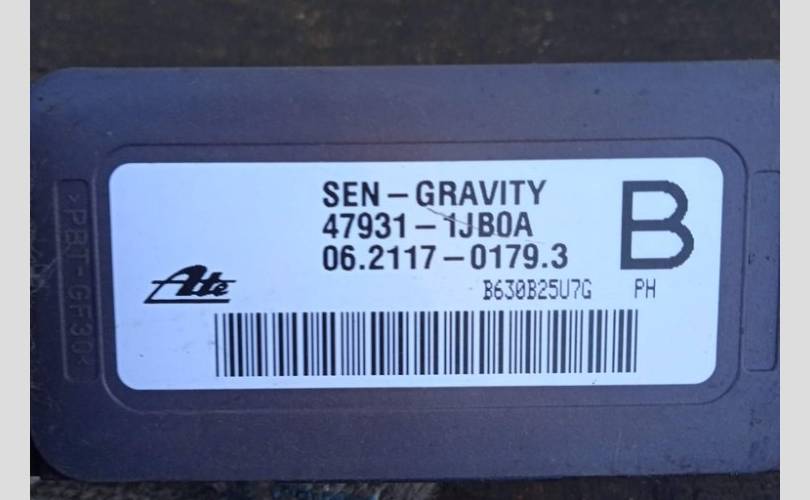 SEN-GRAVITY
47931-1JB0A
06.2117-0179.3
B
Ate
B630B25U7G PH
>PBT-GF30<